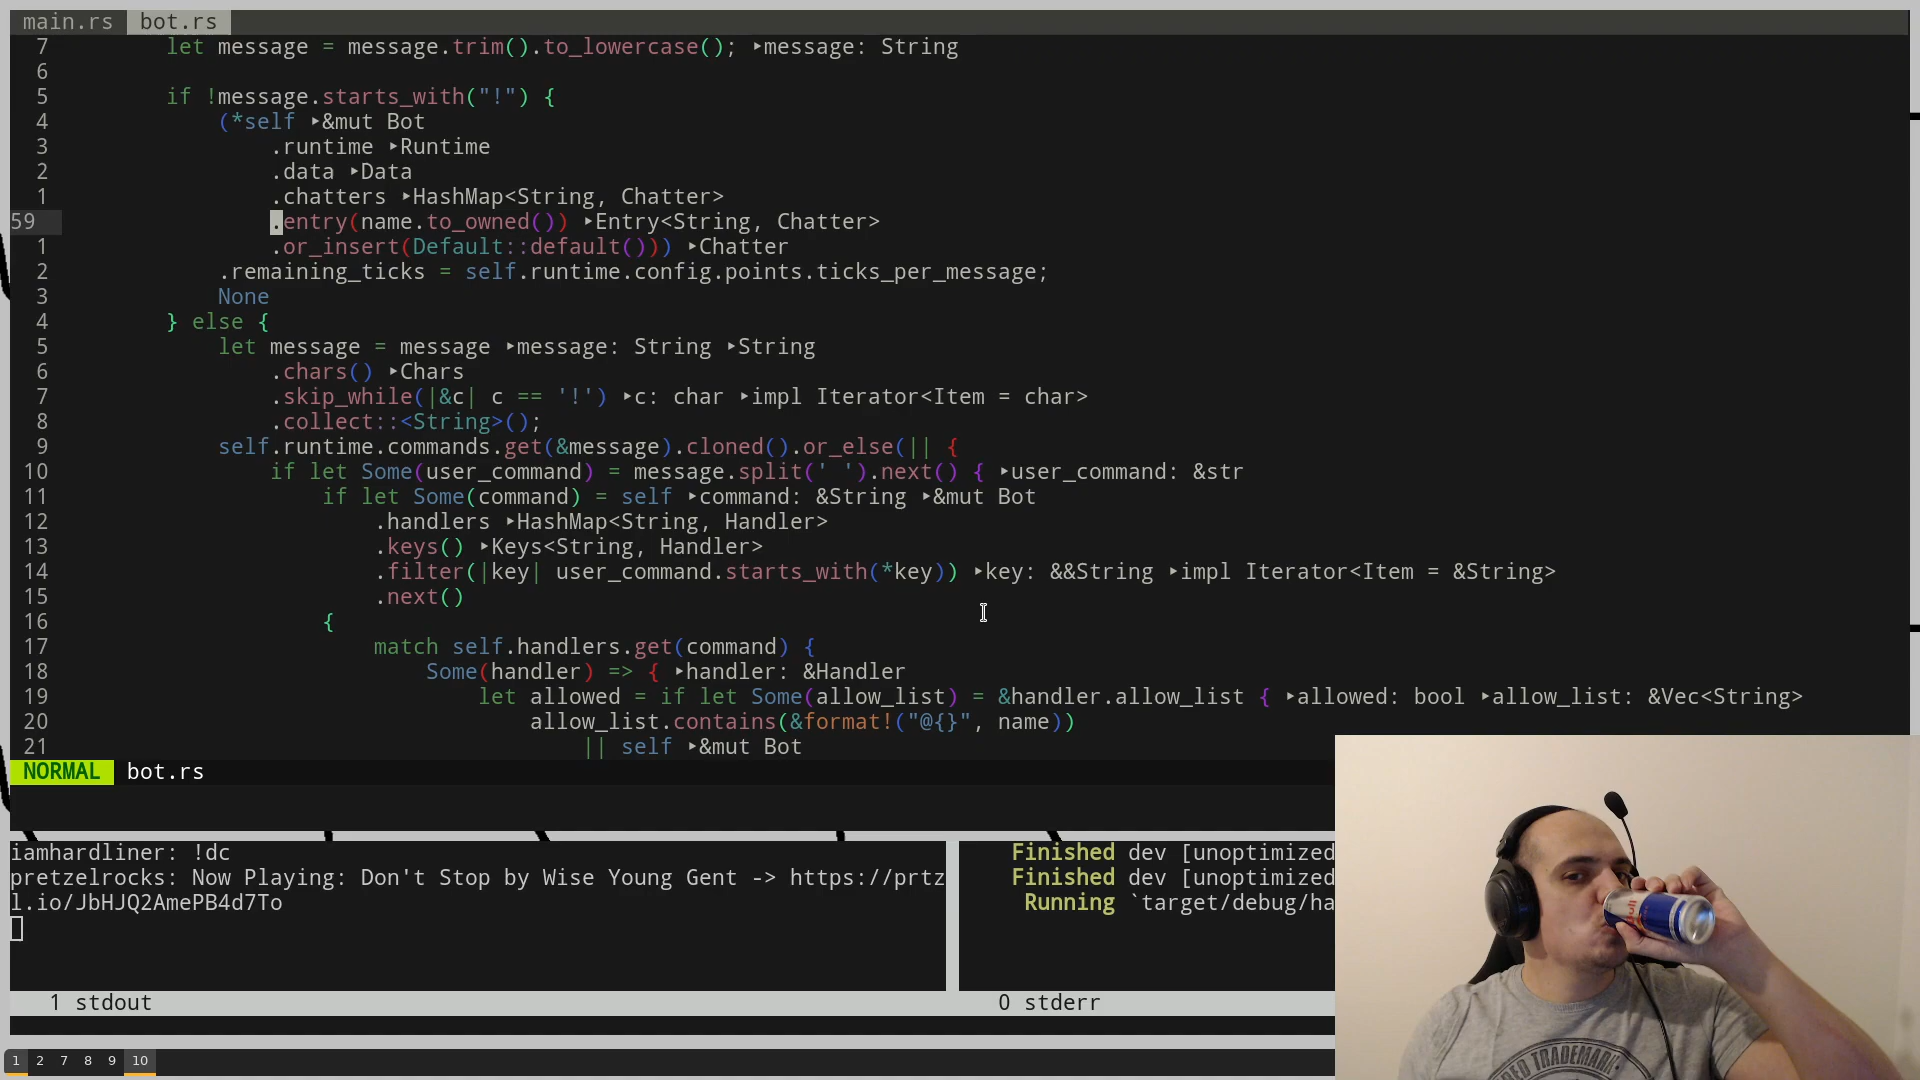 main.rs bot.rs
7 let message = message.trim().to_lowercase(); ▸message: String
6
5 if !message.starts_with("!") {
4 (*self ▸&mut Bot
3 .runtime ▸Runtime
2 .data ▸Data
1 .chatters ▸HashMap<String, Chatter>
59 .entry(name.to_owned()) ▸Entry<String, Chatter>
1 .or_insert(Default::default())) ▸Chatter
2 .remaining_ticks = self.runtime.config.points.ticks_per_message;
3 None
4 } else {
5 let message = message ▸message: String ▸String
6 .chars() ▸Chars
7 .skip_while(|&c| c == '!') ▸c: char ▸impl Iterator<Item = char>
8 .collect::<String>();
9 self.runtime.commands.get(&message).cloned().or_else(|| {
10 if let Some(user_command) = message.split(' ').next() { ▸user_command: &str
11 if let Some(command) = self ▸command: &String ▸&mut Bot
12 .handlers ▸HashMap<String, Handler>
13 .keys() ▸Keys<String, Handler>
14 .filter(|key| user_command.starts_with(*key)) ▸key: &&String ▸impl Iterator<Item = &String>
15 .next()
16 {
17 match self.handlers.get(command) {
18 Some(handler) => { ▸handler: &Handler
19 let allowed = if let Some(allow_list) = &handler.allow_list { ▸allowed: bool ▸allow_list: &Vec<String>
20 allow_list.contains(&format!("@{}", name))
21 || self ▸&mut Bot
NORMAL bot.rs
iamhardliner: !dc
pretzelrocks: Now Playing: Don't Stop by Wise Young Gent -> https://prtz
l.io/JbHJQ2AmePB4d7To
1 stdout
Finished dev [unoptimized
Finished dev [unoptimized
Running `target/debug/ha
0 stderr
1 2 7 8 9 10
TRADEMARK